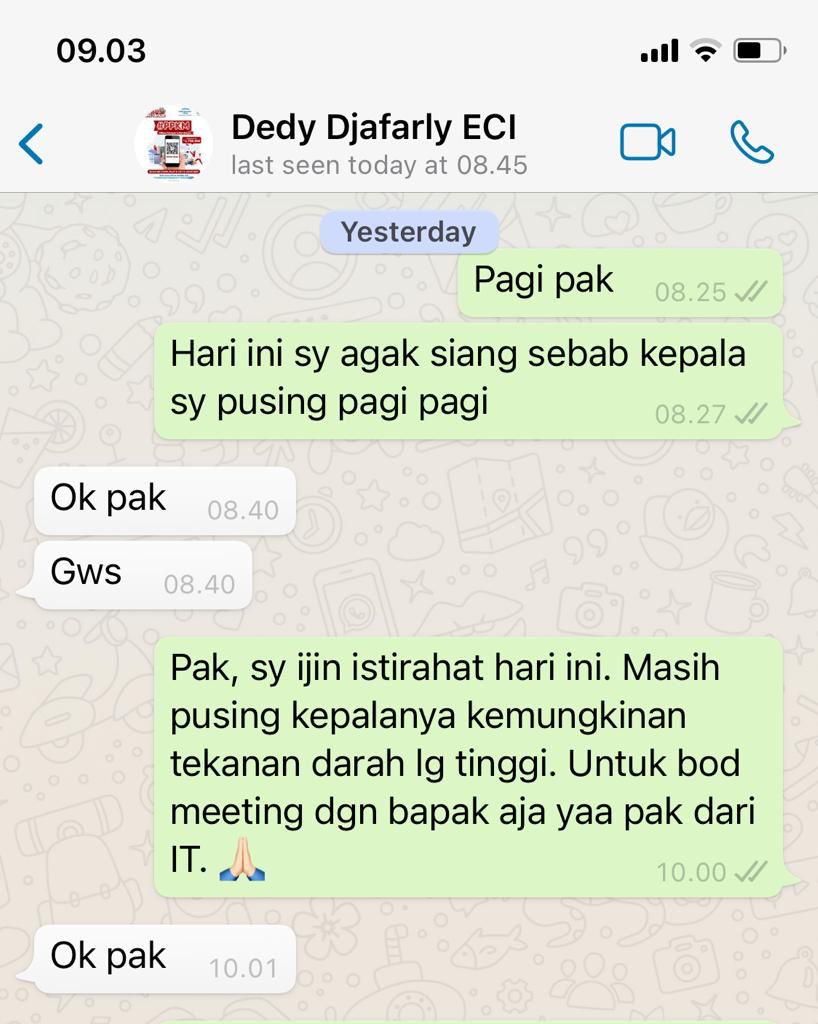 09.03
#PPKM
Dedy Djafarly ECI
last seen today at 08.45
Yesterday
Pagi pak
08.25
Hari ini sy agak siang sebab kepala
sy pusing pagi pagi
08.27
Ok pak
08.40
Gws
08.40
Pak, sy ijin istirahat hari ini. Masih
pusing kepalanya kemungkinan
tekanan darah lg tinggi. Untuk bod
meeting dgn bapak aja yaa pak dari
IT. 🙏🏻
10.00
Ok pak
10.01